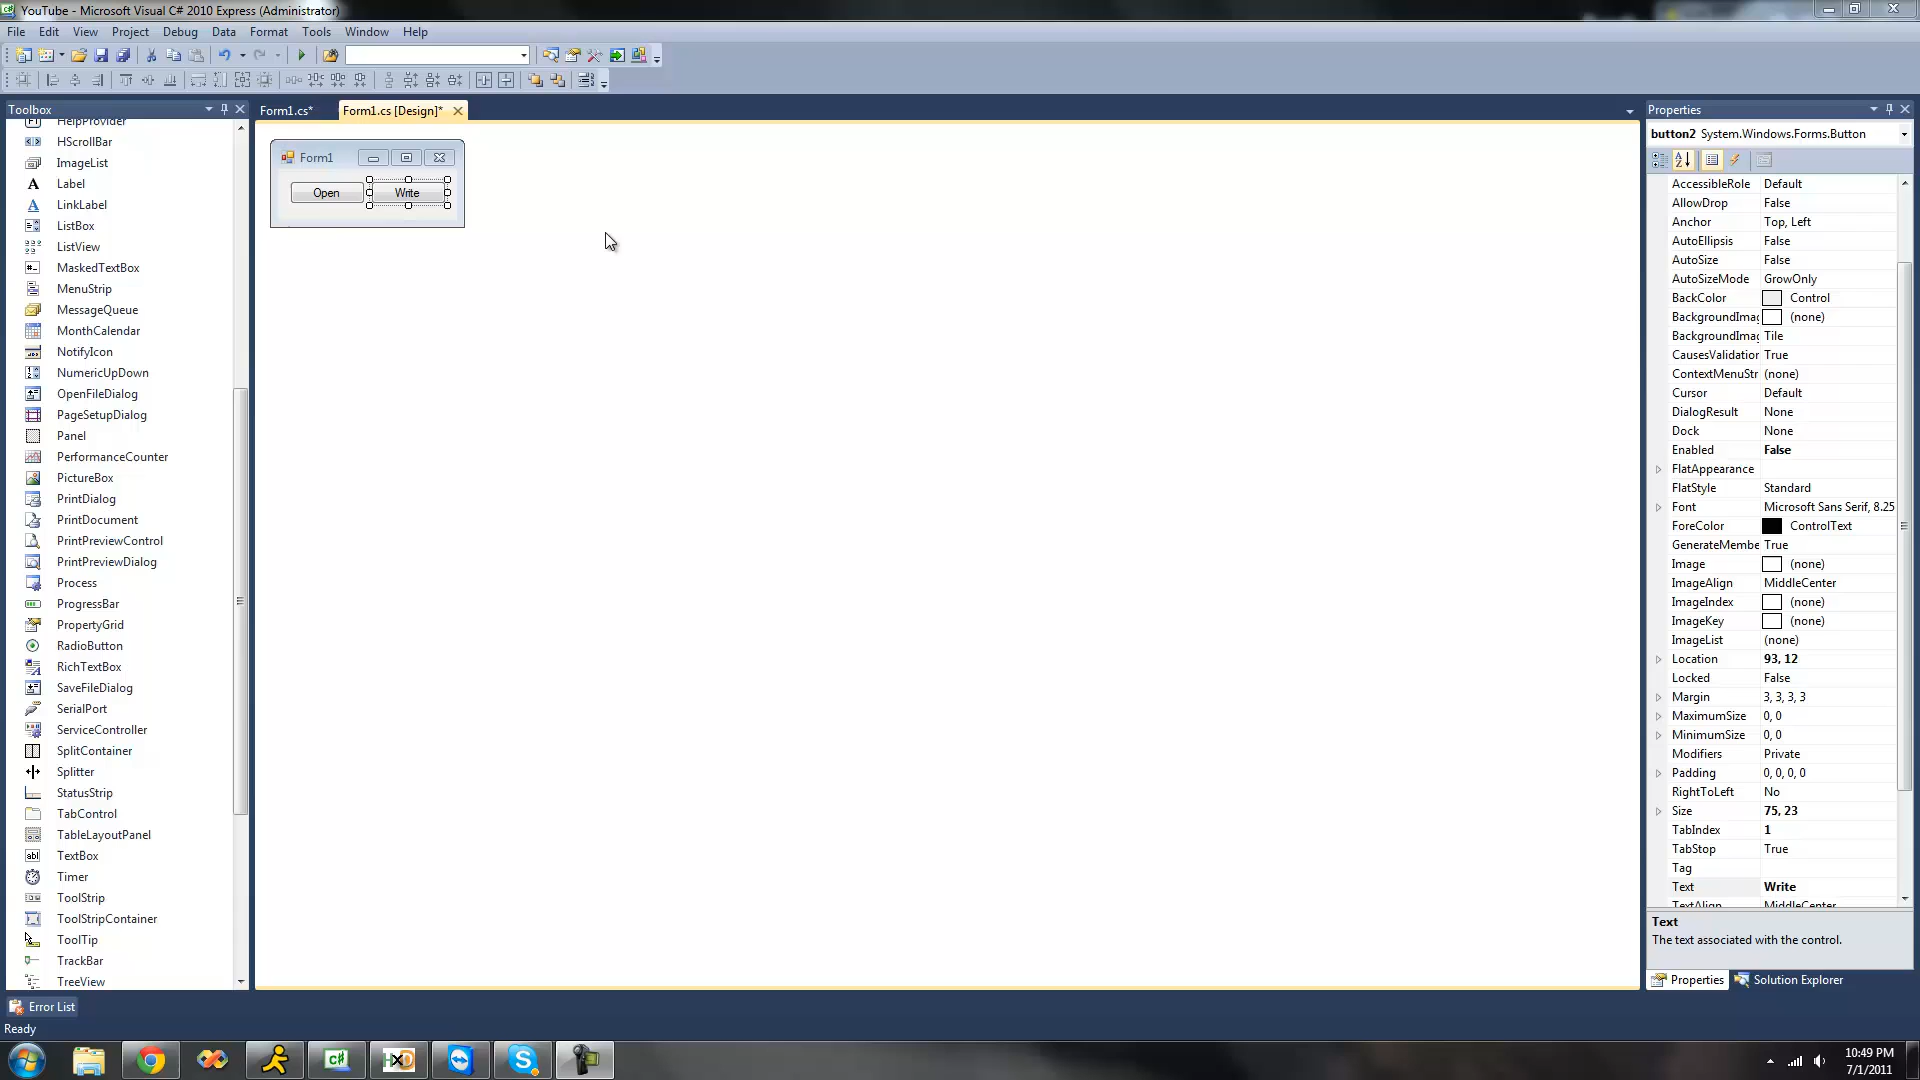 YouTube - Microsoft Visual C# 2010 Express (Administrator)
File Edit View Project Debug Data Format Tools Window Help
Toolbox
Form1.cs*
Form1.cs [Design]*
Properties
HelpProvider
HScrollBar
ImageList
Label
LinkLabel
ListBox
ListView
MaskedTextBox
MenuStrip
MessageQueue
MonthCalendar
NotifyIcon
NumericUpDown
OpenFileDialog
PageSetupDialog
Panel
PerformanceCounter
PictureBox
PrintDialog
PrintDocument
PrintPreviewControl
PrintPreviewDialog
Process
ProgressBar
PropertyGrid
RadioButton
RichTextBox
SaveFileDialog
SerialPort
ServiceController
SplitContainer
Splitter
StatusStrip
TabControl
TableLayoutPanel
TextBox
Timer
ToolStrip
ToolStripContainer
ToolTip
TrackBar
TreeView
Form1
Open Write
button2 System.Windows.Forms.Button
AccessibleRole Default
AllowDrop False
Anchor Top, Left
AutoEllipsis False
AutoSize False
AutoSizeMode GrowOnly
BackColor Control
BackgroundImag (none)
BackgroundImag Tile
CausesValidation True
ContextMenuStr (none)
Cursor Default
DialogResult None
Dock None
Enabled False
FlatAppearance
FlatStyle Standard
Font Microsoft Sans Serif, 8.25
ForeColor ControlText
GenerateMembe True
Image (none)
ImageAlign MiddleCenter
ImageIndex (none)
ImageKey (none)
ImageList (none)
Location 93, 12
Locked False
Margin 3, 3, 3, 3
MaximumSize 0, 0
MinimumSize 0, 0
Modifiers Private
Padding 0, 0, 0, 0
RightToLeft No
Size 75, 23
TabIndex 1
TabStop True
Tag
Text Write
TextAlign MiddleCenter
Text
The text associated with the control.
Properties Solution Explorer
Error List
Ready
10:49 PM
7/1/2011